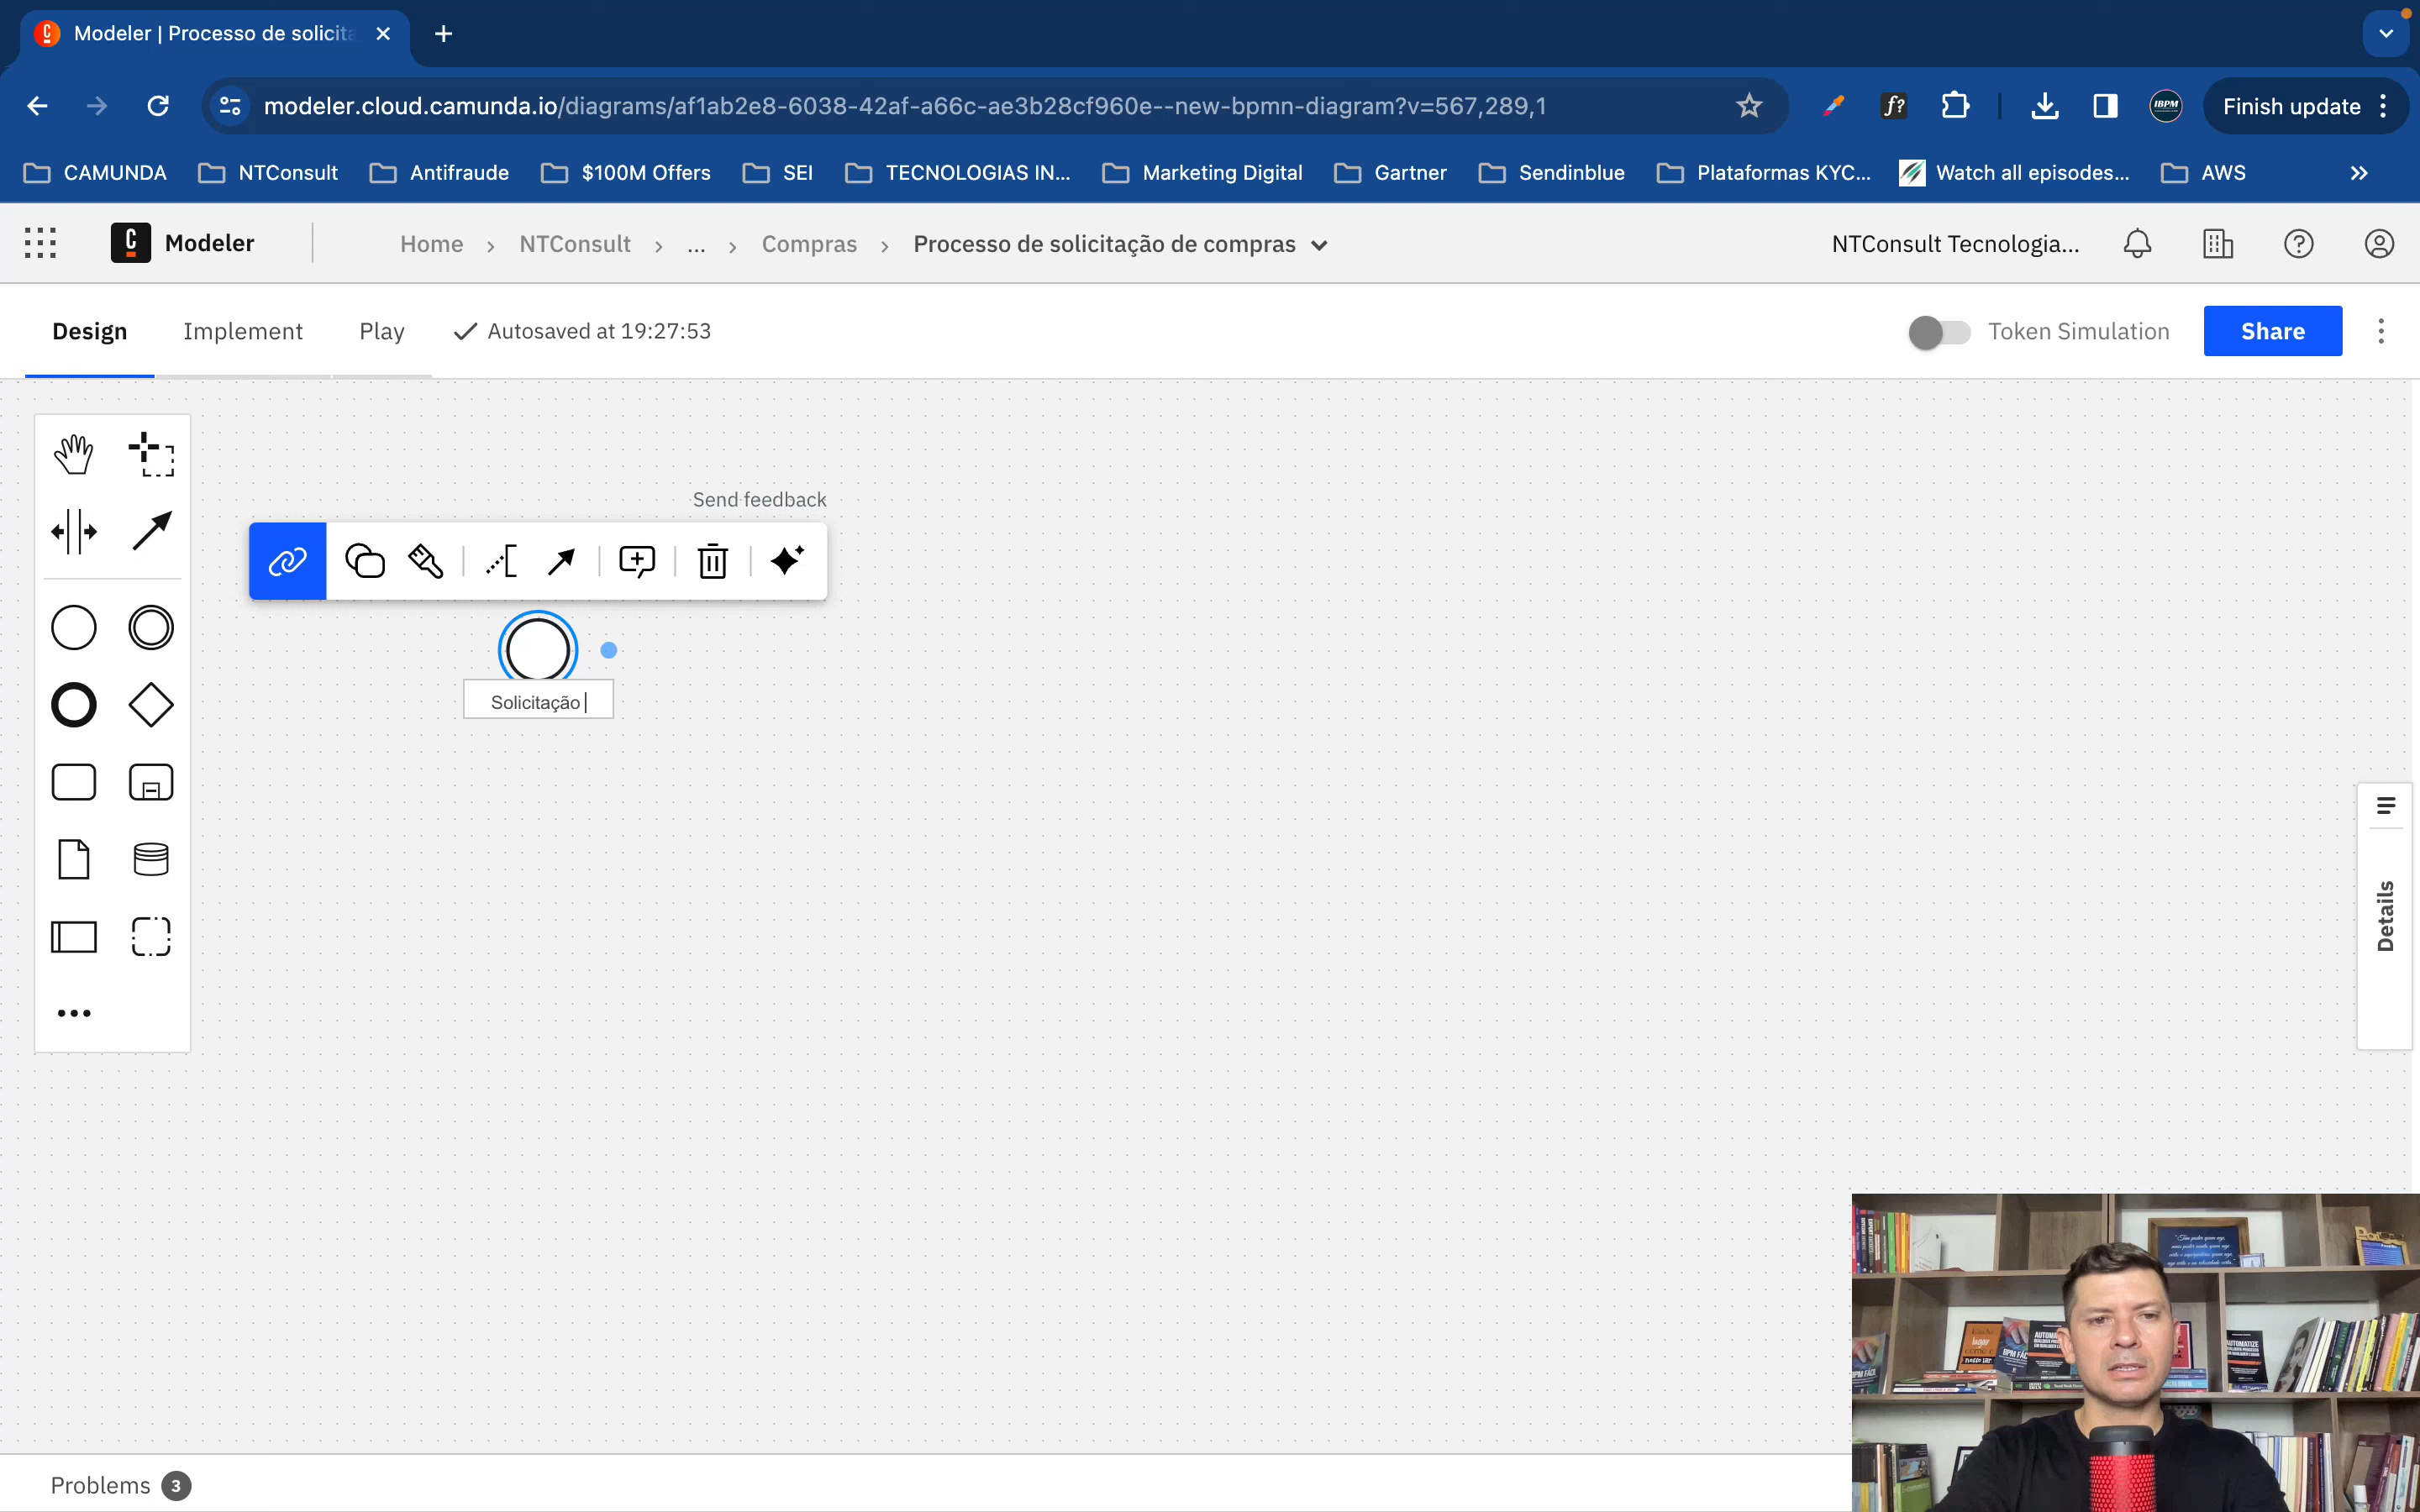 Modeler | Processo de solicita
modeler.cloud.camunda.io/diagrams/af1ab2e8-6038-42af-a66c-ae3b28cf960e--new-bpmn-diagram?v=567,289,1
f?
IBPM
Finish update
CAMUNDA
NTConsult
Antifraude
$100M Offers
SEI
TECNOLOGIAS IN...
Marketing Digital
Gartner
Sendinblue
Plataformas KYC...
Watch all episodes...
AWS
Modeler
Home
NTConsult
...
Compras
Processo de solicitação de compras
NTConsult Tecnologia...
Design
Implement
Play
Autosaved at 19:27:53
Token Simulation
Share
Send feedback
Solicitação
Details
Problems 3